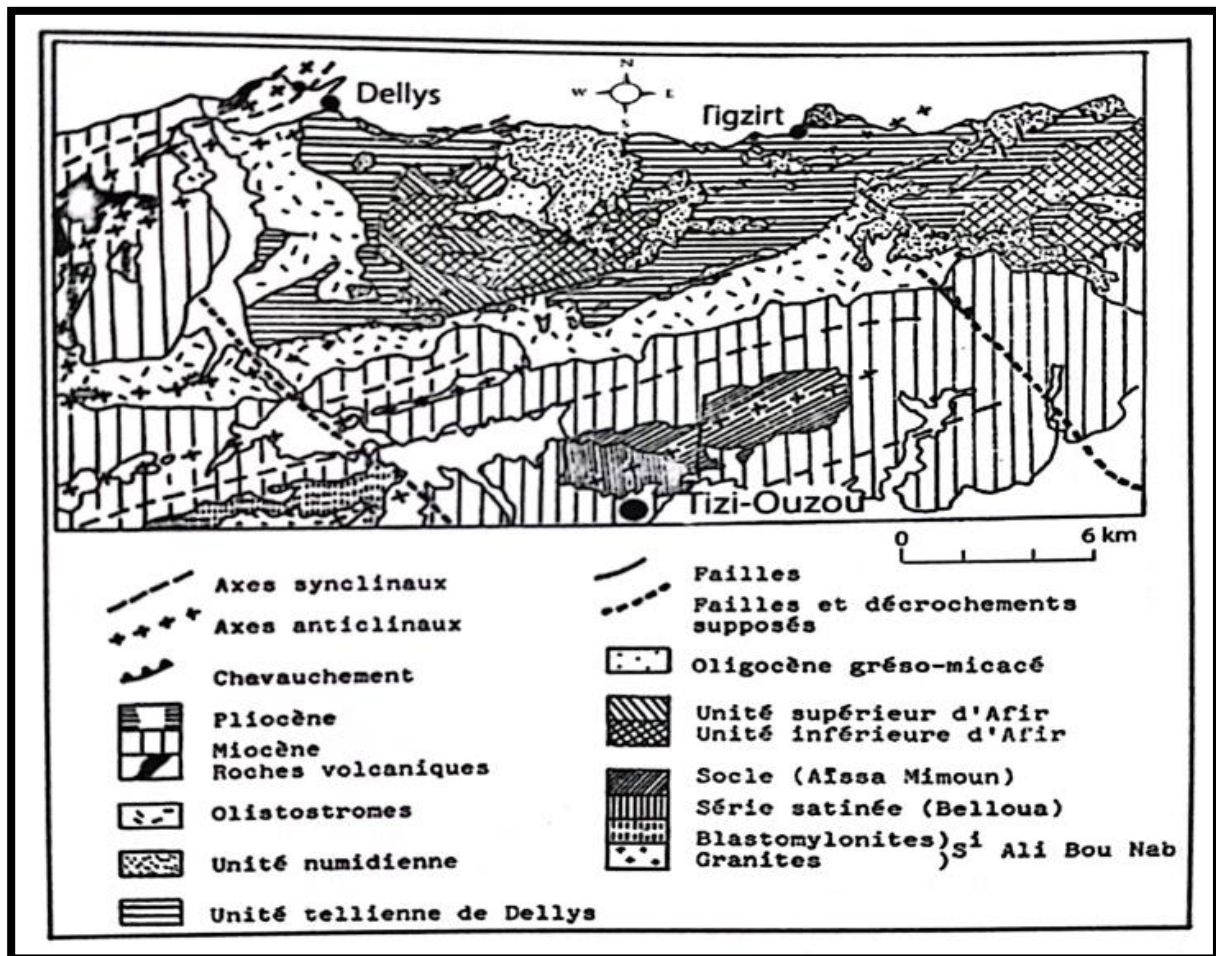 N
W E
S
Dellys
Tigzirt
Tizi-Ouzou
0 6 km
Axes synclinaux
Axes anticlinaux
Chavauchement
Pliocène
Miocène
Roches volcaniques
Olistostromes
Unité numidienne
Unité tellienne de Dellys
Failles
Failles et décrochements
supposés
Oligocène gréso-micacé
Unité supérieur d'Afir
Unité inférieure d'Afir
Socle (Aïssa Mimoun)
Série satinée (Belloua)
Blastomylonites)
Granites )
Si Ali Bou Nab